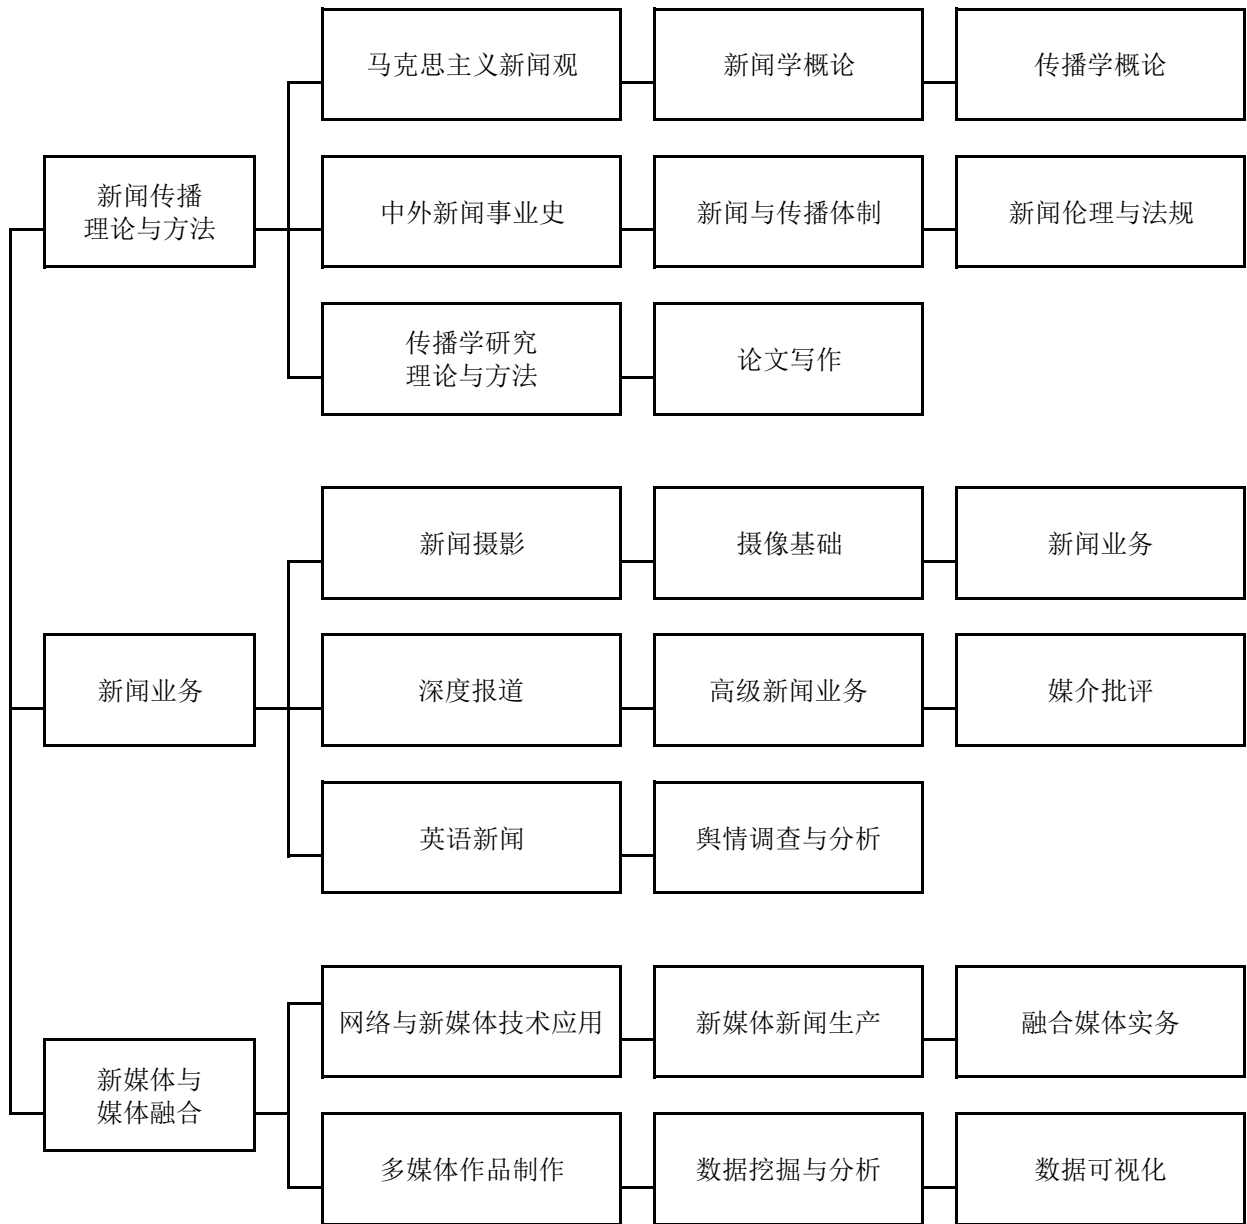 马克思主义新闻观
新闻学概论
传播学概论
新闻传播
理论与方法
中外新闻事业史
新闻与传播体制
新闻伦理与法规
传播学研究
理论与方法
论文写作
新闻摄影
摄像基础
新闻业务
新闻业务
深度报道
高级新闻业务
媒介批评
英语新闻
舆情调查与分析
网络与新媒体技术应用
新媒体新闻生产
融合媒体实务
新媒体与
媒体融合
多媒体作品制作
数据挖掘与分析
数据可视化